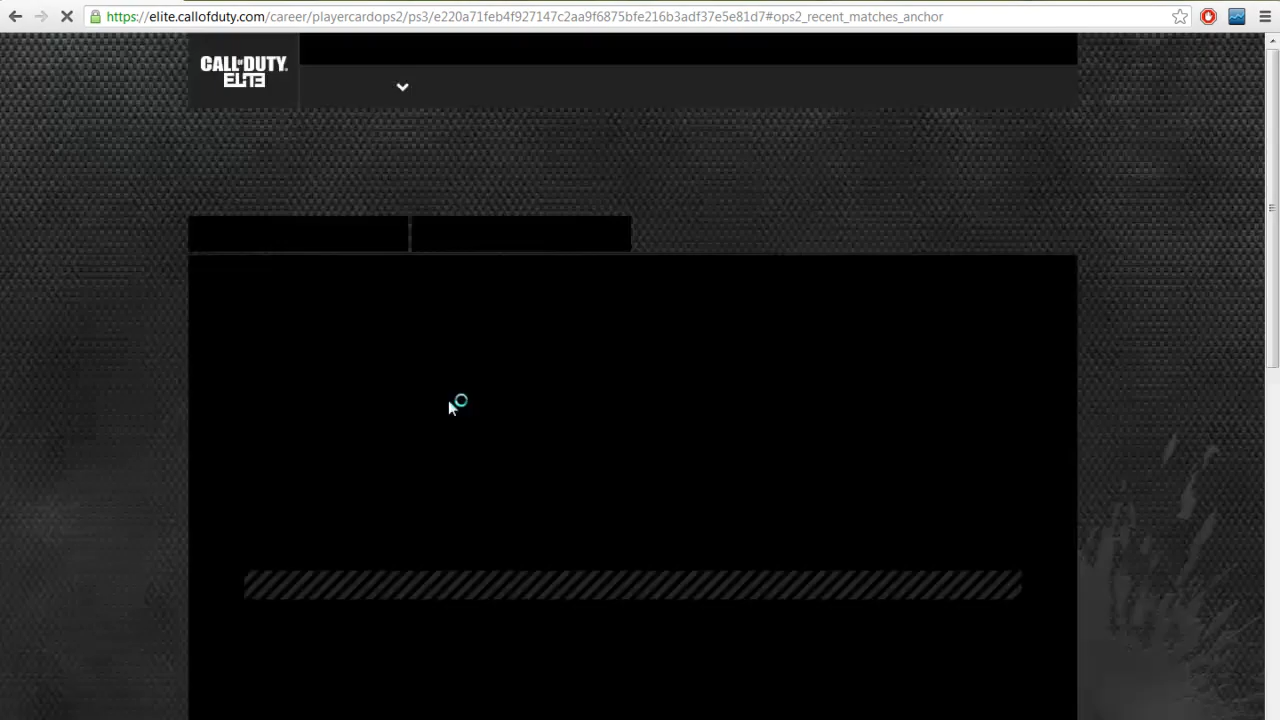 https://elite.callofduty.com/career/playercardops2/ps3/e220a71feb4f927147c2aa9f6875bfe216b3adf37e5e81d7#ops2_recent_matches_anchor
CALL OF DUTY
ELITE